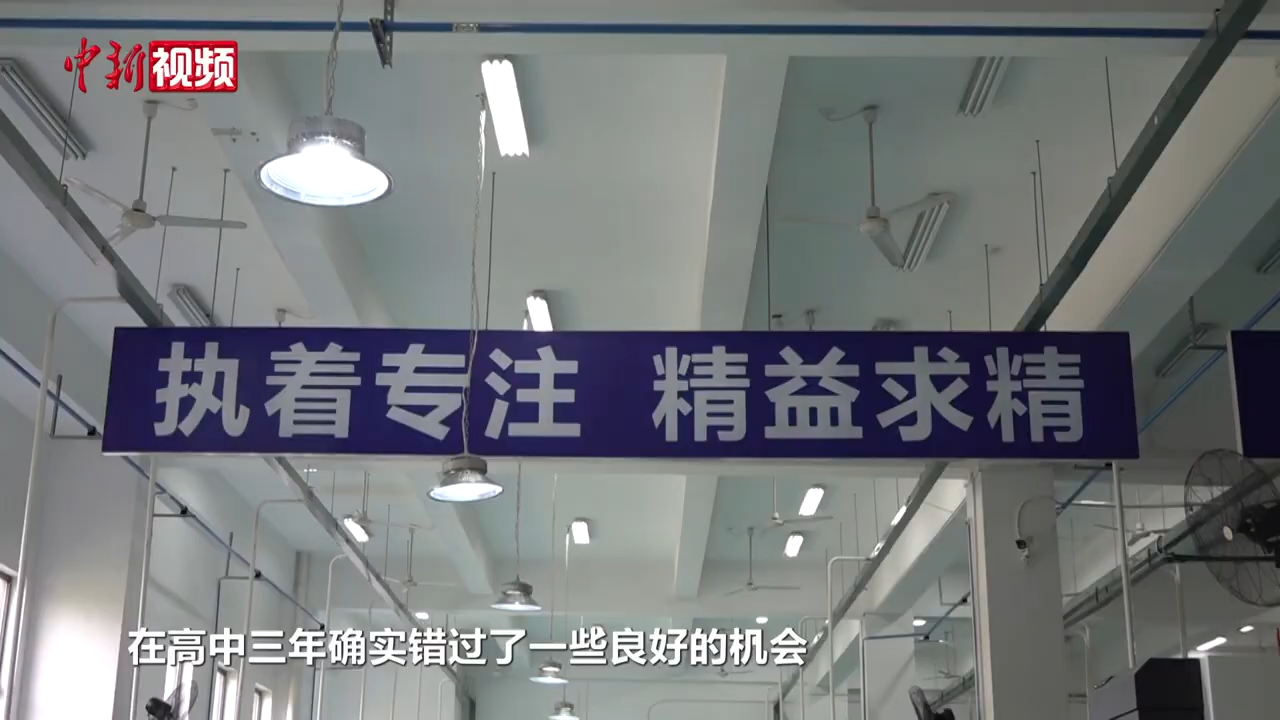 中新视频
执着专注 精益求精
在高中三年确实错过了一些良好的机会